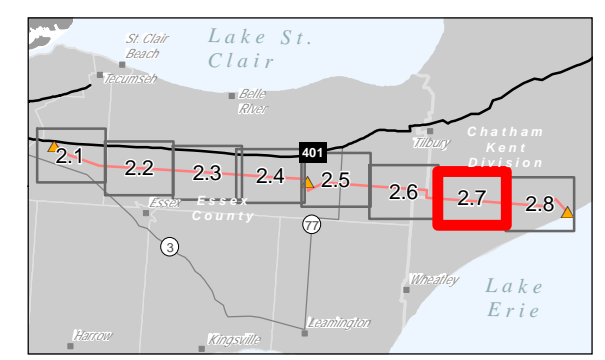 Lake St.
Clair
St. Clair
Beach
Tecumseh
Belle
River
401
Tilbury
Chatham
Kent
Division
2.1
2.2
2.3
2.4
2.5
2.6
2.7
2.8
Essex
Essex
County
77
3
Wheatley
Lake
Erie
Harrow
Kingsville
Leamington